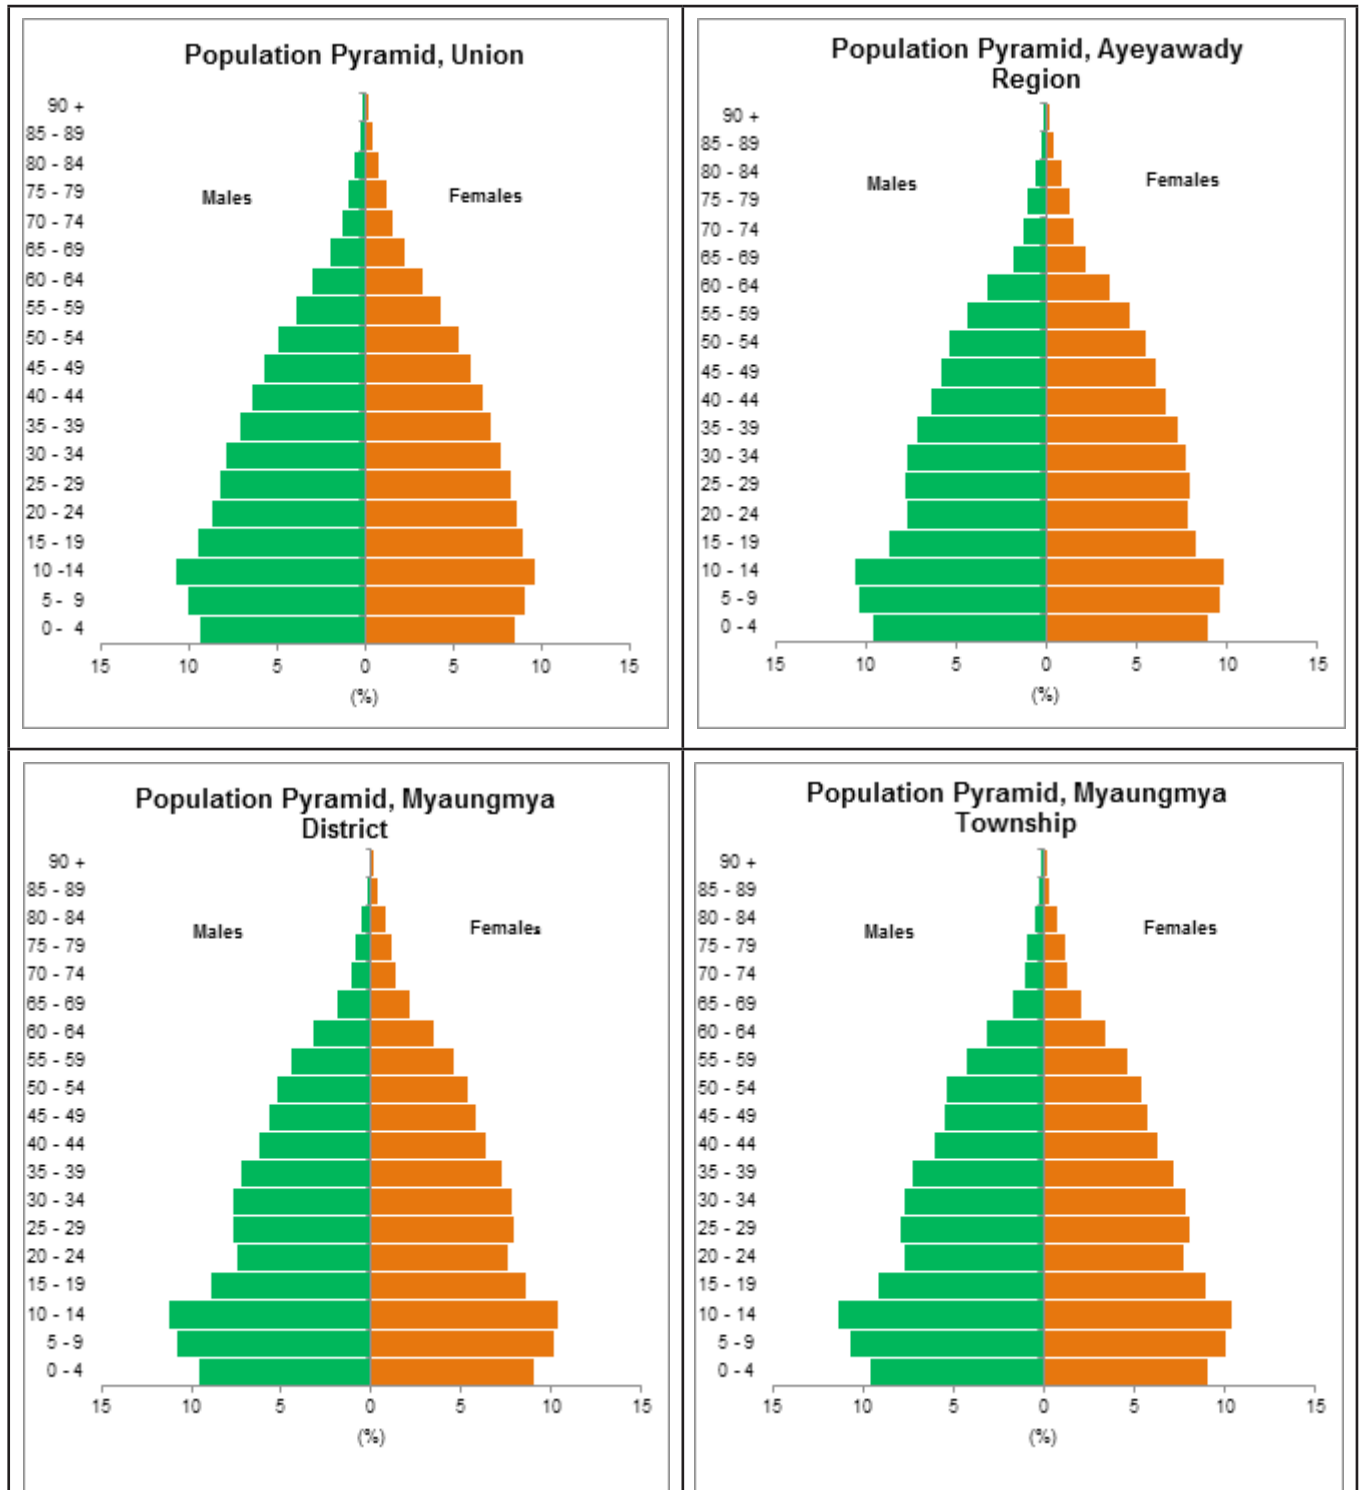 Population Pyramid, Union
90 +
85 - 89
80 - 84
75 - 79
70 - 74
65 - 69
60 - 64
55 - 59
50 - 54
45 - 49
40 - 44
35 - 39
30 - 34
25 - 29
20 - 24
15 - 19
10 -14
5 - 9
0 - 4
Males
Females
15 10 5 0 5 10 15
(%)
Population Pyramid, Ayeyawady
Region
90 +
85 - 89
80 - 84
75 - 79
70 - 74
65 - 69
60 - 64
55 - 59
50 - 54
45 - 49
40 - 44
35 - 39
30 - 34
25 - 29
20 - 24
15 - 19
10 - 14
5 - 9
0 - 4
Males
Females
15 10 5 0 5 10 15
(%)
Population Pyramid, Myaungmya
District
90 +
85 - 89
80 - 84
75 - 79
70 - 74
65 - 69
60 - 64
55 - 59
50 - 54
45 - 49
40 - 44
35 - 39
30 - 34
25 - 29
20 - 24
15 - 19
10 - 14
5 - 9
0 - 4
Males
Females
15 10 5 0 5 10 15
(%)
Population Pyramid, Myaungmya
Township
90 +
85 - 89
80 - 84
75 - 79
70 - 74
65 - 69
60 - 64
55 - 59
50 - 54
45 - 49
40 - 44
35 - 39
30 - 34
25 - 29
20 - 24
15 - 19
10 - 14
5 - 9
0 - 4
Males
Females
15 10 5 0 5 10 15
(%)